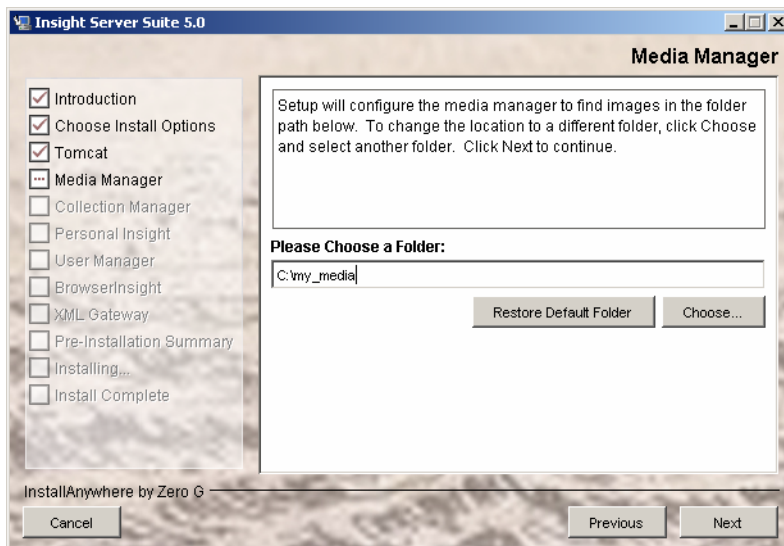 Insight Server Suite 5.0
Media Manager
Introduction
Choose Install Options
Tomcat
Media Manager
Collection Manager
Personal Insight
User Manager
BrowserInsight
XML Gateway
Pre-Installation Summary
Installing...
Install Complete
Setup will configure the media manager to find images in the folder
path below. To change the location to a different folder, click Choose
and select another folder. Click Next to continue.
Please Choose a Folder:
C:\my_media
Restore Default Folder
Choose...
InstallAnywhere by Zero G
Cancel
Previous
Next